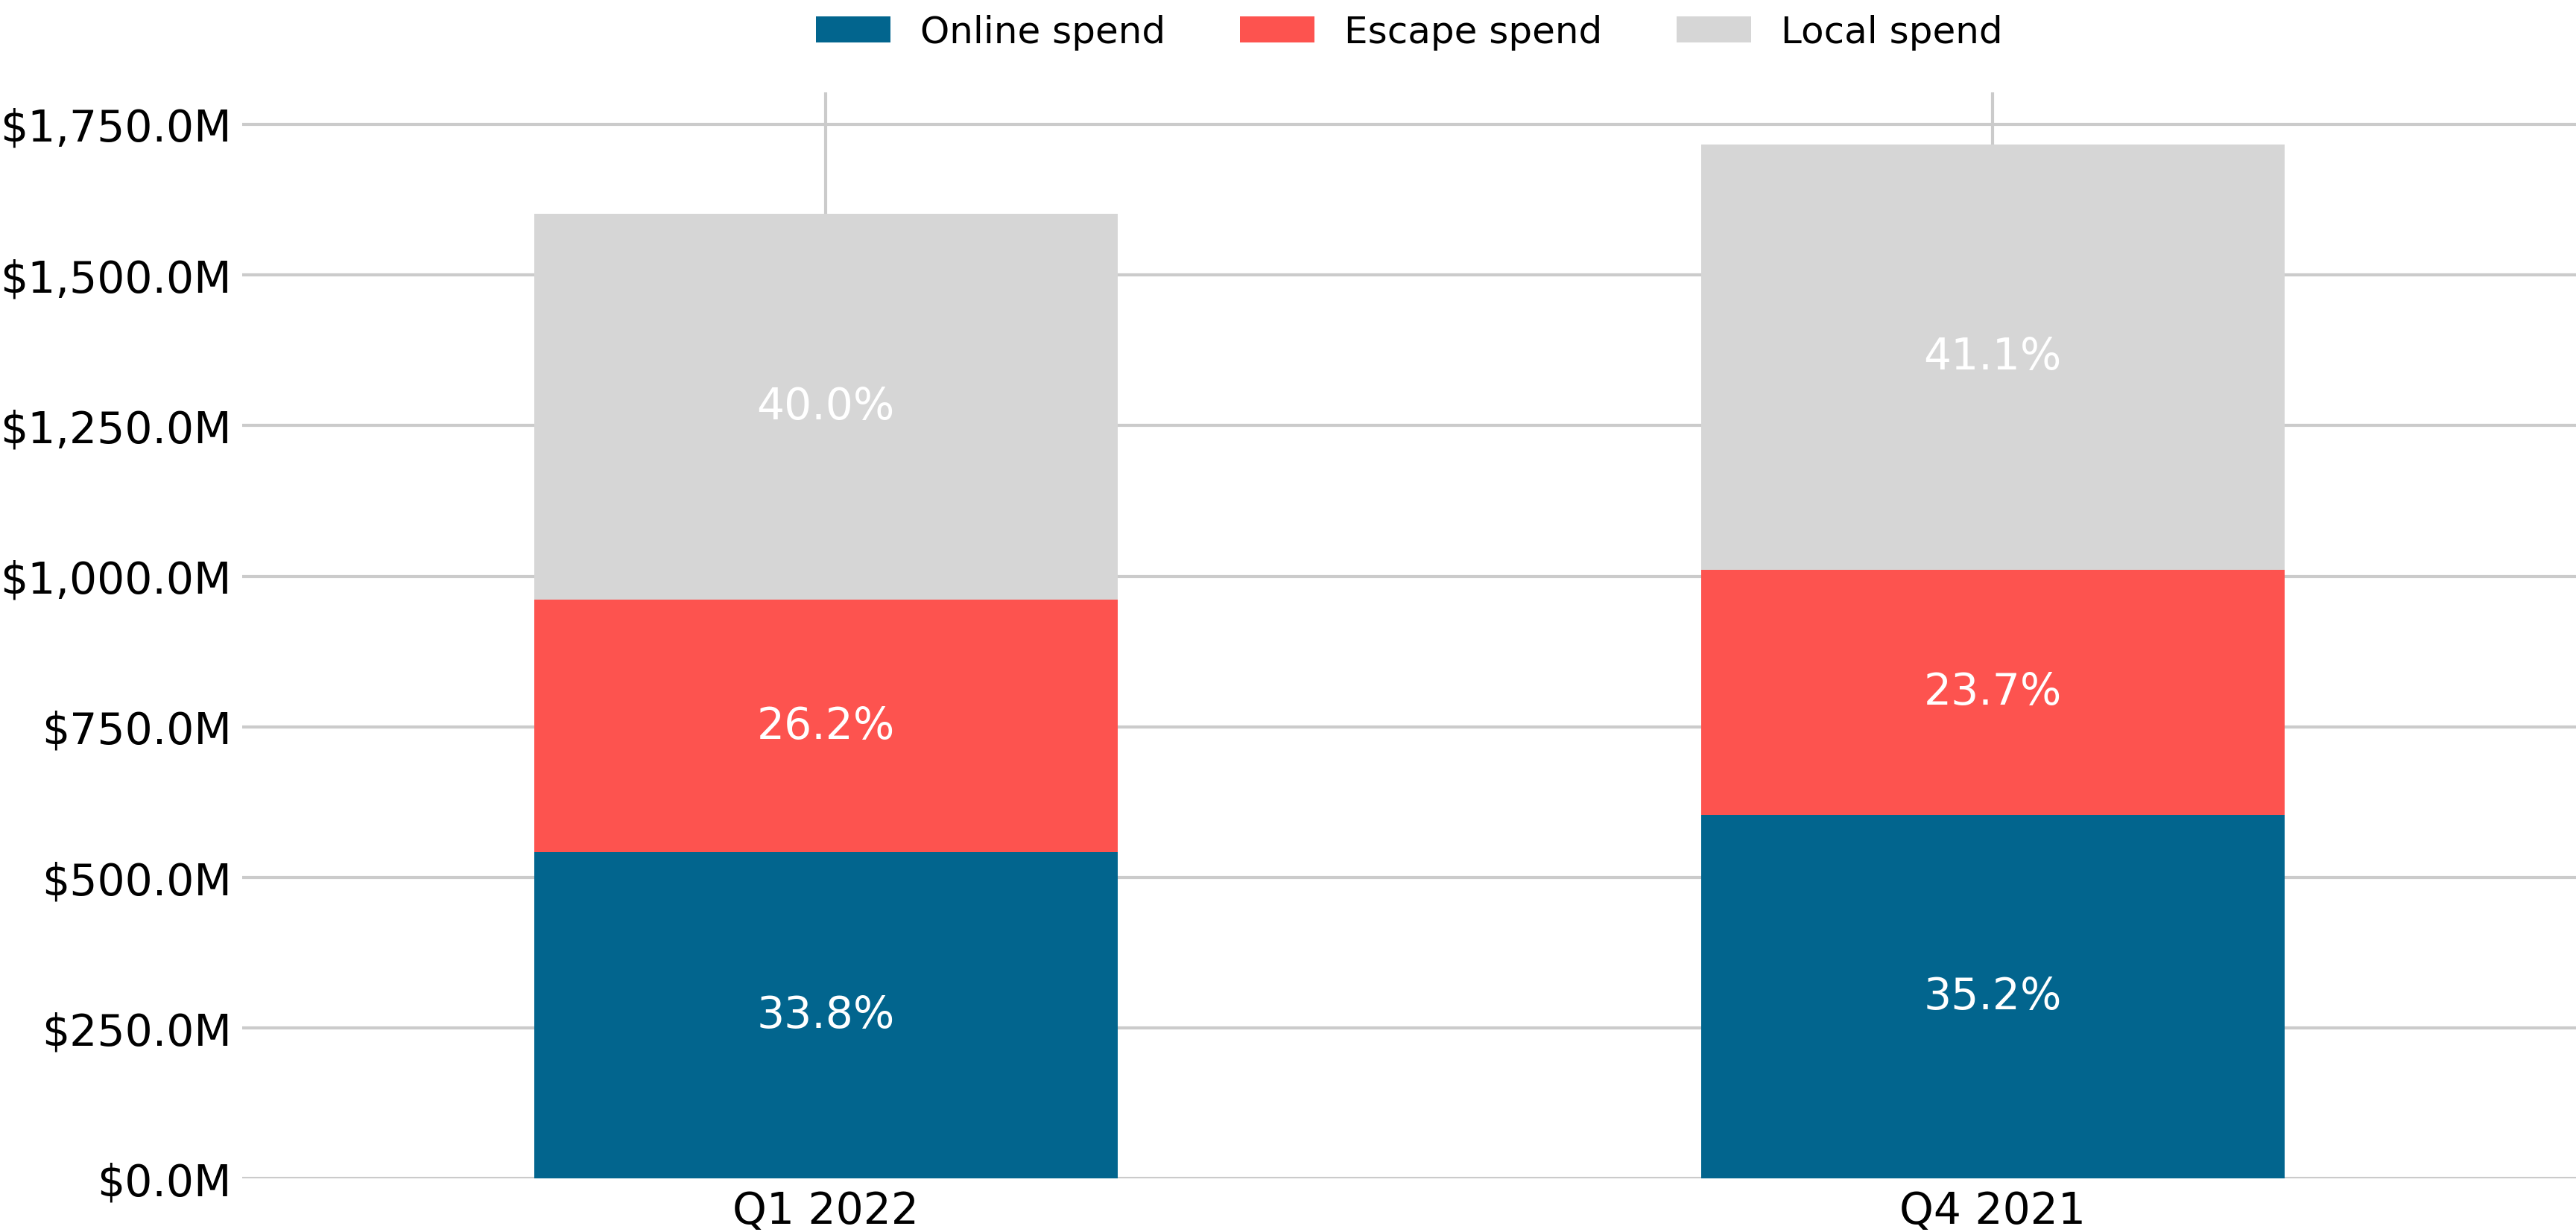 Online spend Escape spend Local spend
$1,750.0M
$1,500.0M
$1,250.0M
$1,000.0M
$750.0M
$500.0M
$250.0M
$0.0M
40.0%
26.2%
33.8%
41.1%
23.7%
35.2%
Q1 2022 Q4 2021